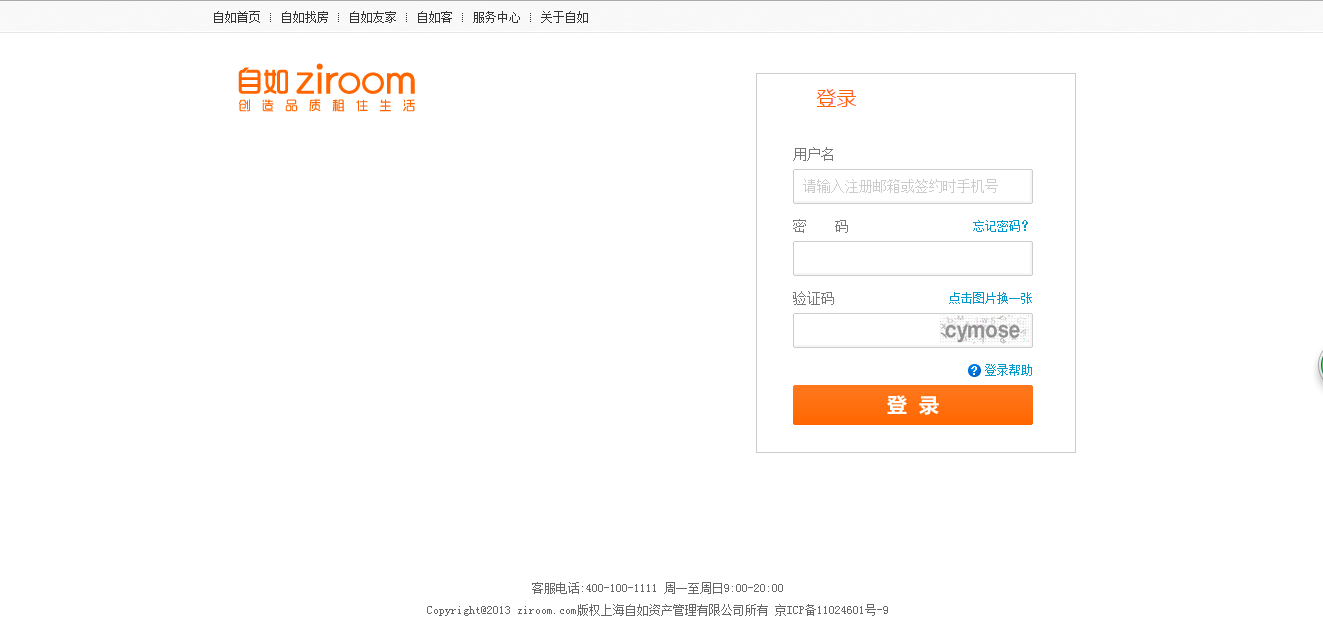 自如首页 ┊ 自如找房 ┊ 自如友家 ┊ 自如客 ┊ 服务中心 ┊ 关于自如
自如 ziroom
创造品质租住生活
登录
用户名
请输入注册邮箱或签约时手机号
密 码 忘记密码?
验证码 点击图片换一张
cymose
? 登录帮助
登 录
客服电话:400-100-1111 周一至周日9:00-20:00
Copyright@2013 ziroom.com版权上海自如资产管理有限公司所有 京ICP备11024601号-9